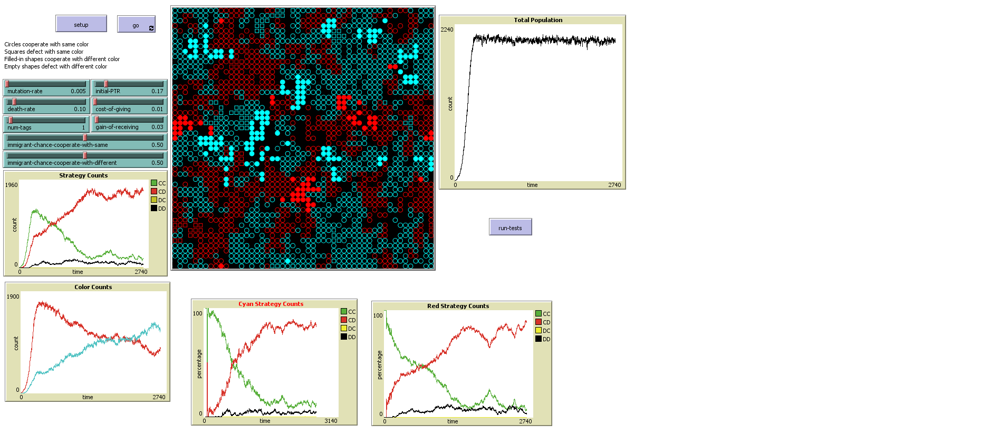 setup
go
Circles cooperate with same color
Squares defect with same color
Filled-in shapes cooperate with different color
Empty shapes defect with different color
mutation-rate 0.005
initial-PTR 0.17
death-rate 0.10
cost-of-giving 0.01
num-tags 1
gain-of-receiving 0.03
immigrant-chance-cooperate-with-same 0.50
immigrant-chance-cooperate-with-different 0.50
Strategy Counts
1960
count
0
0
time
2740
CC
CD
DC
DD
Total Population
2240
count
0
0
time
2740
run-tests
Color Counts
1900
count
0
0
time
2740
Cyan Strategy Counts
100
percentage
0
0
time
3140
CC
CD
DC
DD
Red Strategy Counts
100
percentage
0
0
time
2740
CC
CD
DC
DD